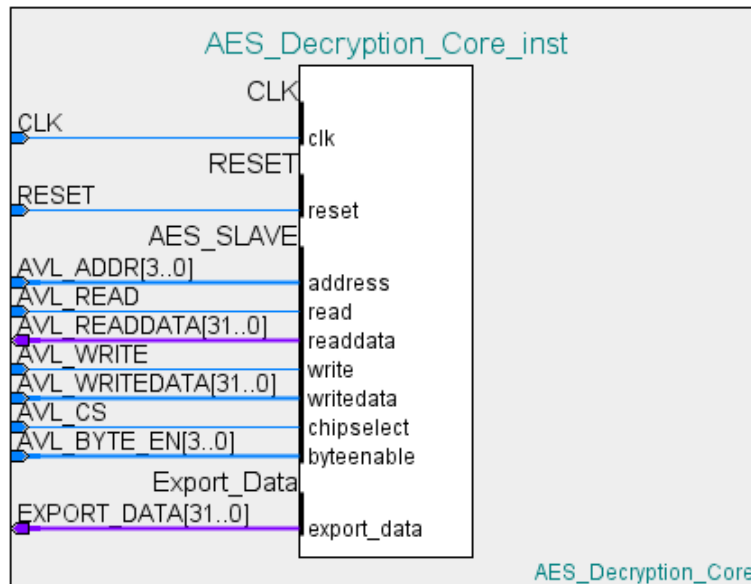 AES_Decryption_Core_inst
CLK
CLK
clk
RESET
RESET
reset
AES_SLAVE
AVL_ADDR[3..0]
address
AVL_READ
read
AVL_READDATA[31..0]
readdata
AVL_WRITE
write
AVL_WRITEDATA[31..0]
writedata
AVL_CS
chipselect
AVL_BYTE_EN[3..0]
byteenable
Export_Data
EXPORT_DATA[31..0]
export_data
AES_Decryption_Core